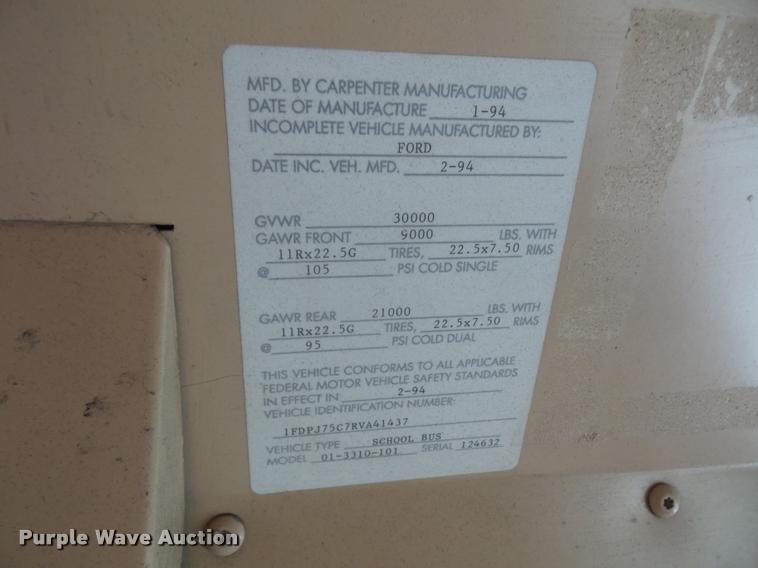 MFD. BY CARPENTER MANUFACTURING
DATE OF MANUFACTURE 1-94
INCOMPLETE VEHICLE MANUFACTURED BY:
FORD
DATE INC. VEH. MFD. 2-94
GVWR 30000
GAWR FRONT 9000 LBS. WITH
11Rx22.5G TIRES, 22.5x7.50 RIMS
@ 105 PSI COLD SINGLE
GAWR REAR 21000 LBS. WITH
11Rx22.5G TIRES, 22.5x7.50 RIMS
@ 95 PSI COLD DUAL
THIS VEHICLE CONFORMS TO ALL APPLICABLE
FEDERAL MOTOR VEHICLE SAFETY STANDARDS
IN EFFECT IN 2-94
VEHICLE IDENTIFICATION NUMBER:
1FDPJ75C7RVA41437
VEHICLE TYPE SCHOOL BUS
MODEL 01-3310-101 SERIAL 124632
Purple Wave Auction